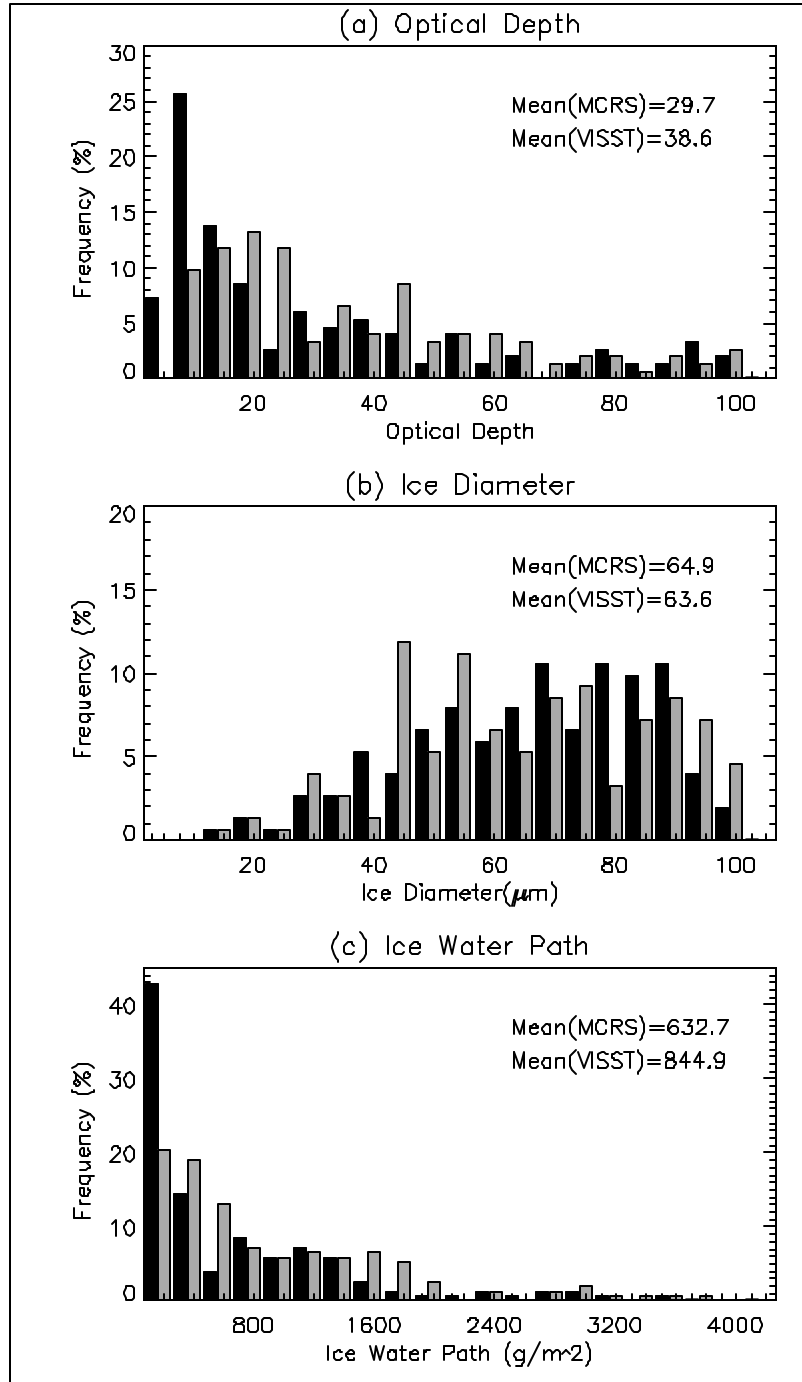 (a) Optical Depth
30
25
20
15
10
5
0
Frequency (%)
Mean(MCRS)=29.7
Mean(VISST)=38.6
20 40 60 80 100
Optical Depth
(b) Ice Diameter
20
15
10
5
0
Frequency (%)
Mean(MCRS)=64.9
Mean(VISST)=63.6
20 40 60 80 100
Ice Diameter(μm)
(c) Ice Water Path
40
30
20
10
0
Frequency (%)
Mean(MCRS)=632.7
Mean(VISST)=844.9
800 1600 2400 3200 4000
Ice Water Path (g/m^2)